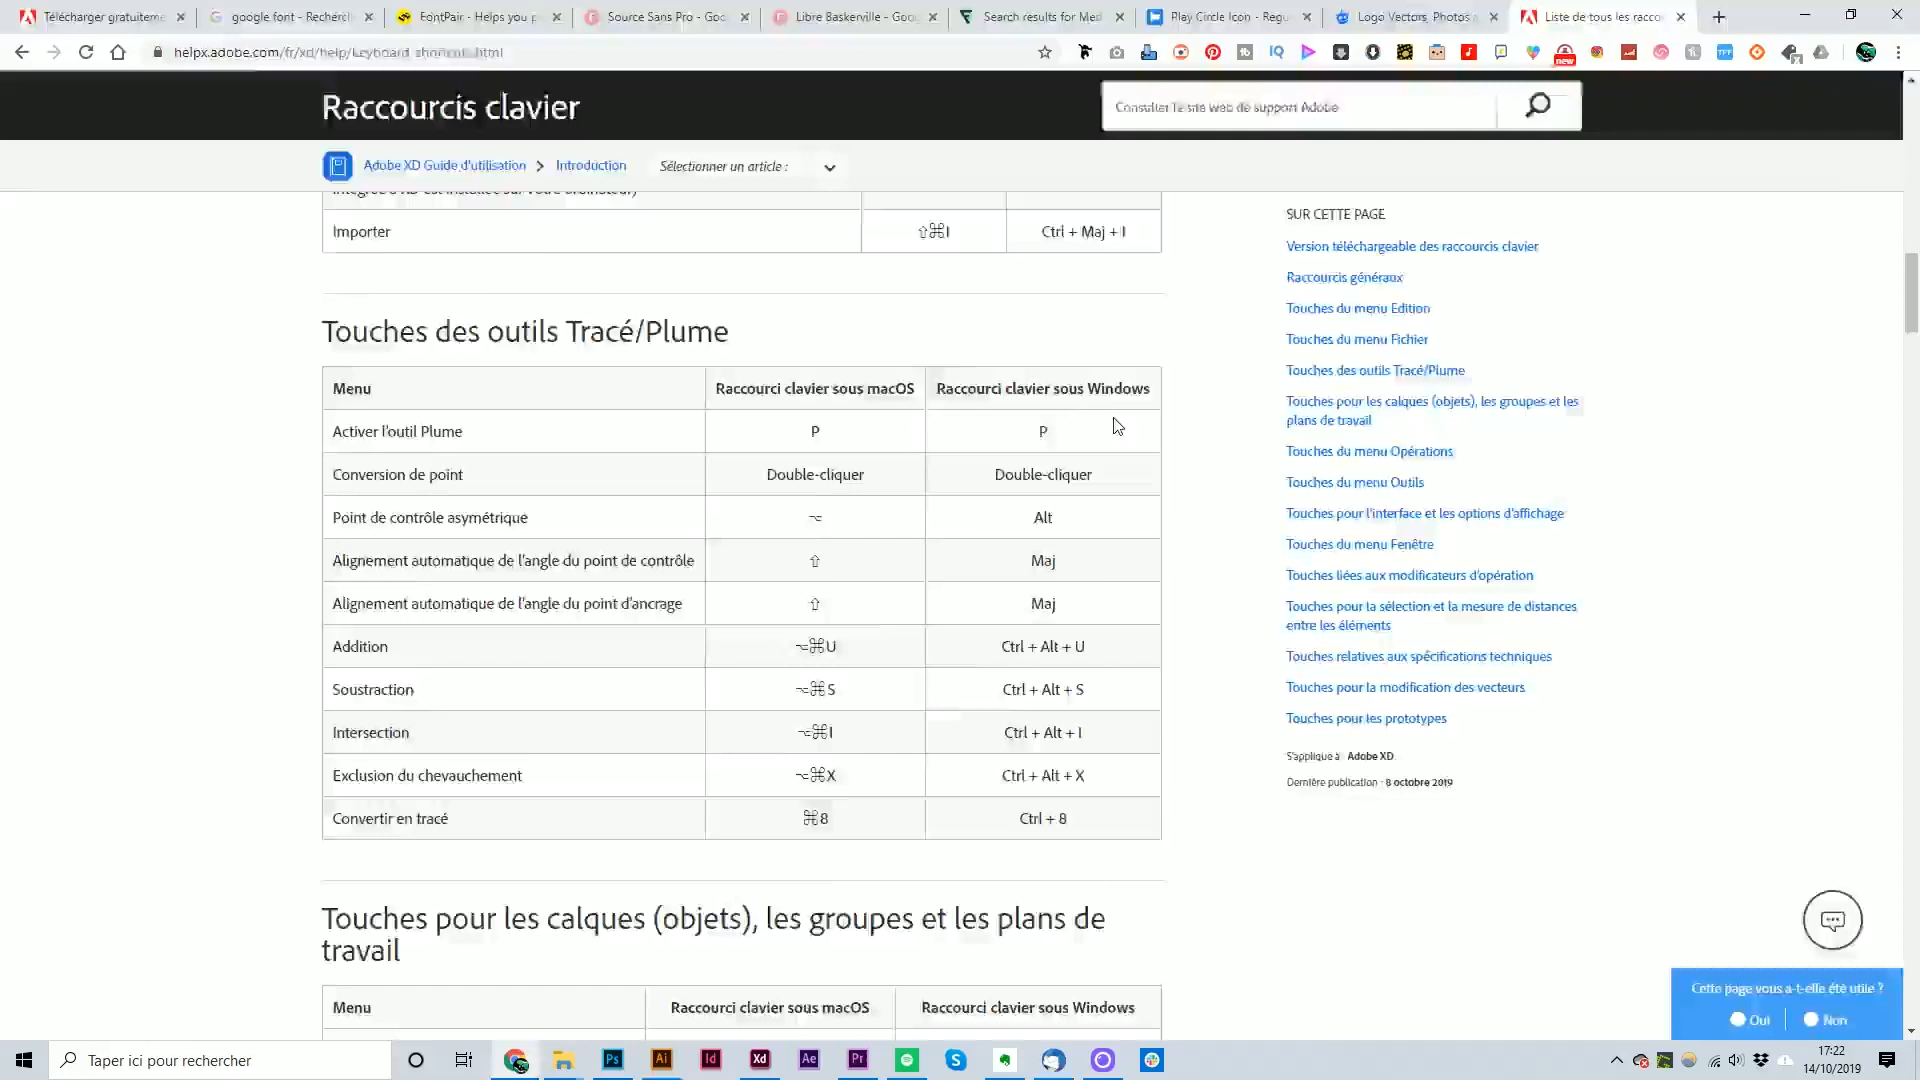 Télécharger gratuiteme
google font - Recherch
FontPair - Helps you p
Source Sans Pro - Goo
Libre Baskerville - Goo
Search results for Med
Play Circle Icon - Regu
Logo Vectors, Photos a
Liste de tous les racco
helpx.adobe.com/fr/xd/help/keyboard-shortcuts.html
new
Raccourcis clavier
Consulter le site web de support Adobe
Adobe XD Guide d'utilisation
Introduction
Sélectionner un article :
Importer ⇧⌘I Ctrl + Maj + I
Touches des outils Tracé/Plume
Menu Raccourci clavier sous macOS Raccourci clavier sous Windows
Activer l'outil Plume P P
Conversion de point Double-cliquer Double-cliquer
Point de contrôle asymétrique ⌥ Alt
Alignement automatique de l'angle du point de contrôle ⇧ Maj
Alignement automatique de l'angle du point d'ancrage ⇧ Maj
Addition ⌥⌘U Ctrl + Alt + U
Soustraction ⌥⌘S Ctrl + Alt + S
Intersection ⌥⌘I Ctrl + Alt + I
Exclusion du chevauchement ⌥⌘X Ctrl + Alt + X
Convertir en tracé ⌘8 Ctrl + 8
Touches pour les calques (objets), les groupes et les plans de
travail
Menu Raccourci clavier sous macOS Raccourci clavier sous Windows
SUR CETTE PAGE
Version téléchargeable des raccourcis clavier
Raccourcis généraux
Touches du menu Edition
Touches du menu Fichier
Touches des outils Tracé/Plume
Touches pour les calques (objets), les groupes et les
plans de travail
Touches du menu Opérations
Touches du menu Outils
Touches pour l'interface et les options d'affichage
Touches du menu Fenêtre
Touches liées aux modificateurs d'opération
Touches pour la sélection et la mesure de distances
entre les éléments
Touches relatives aux spécifications techniques
Touches pour la modification des vecteurs
Touches pour les prototypes
S'applique à : Adobe XD
Dernière publication - 8 octobre 2019
Cette page vous a-t-elle été utile ?
Oui
Non
Taper ici pour rechercher
Ps
Ai
Id
Xd
Ae
Pr
17:22
14/10/2019